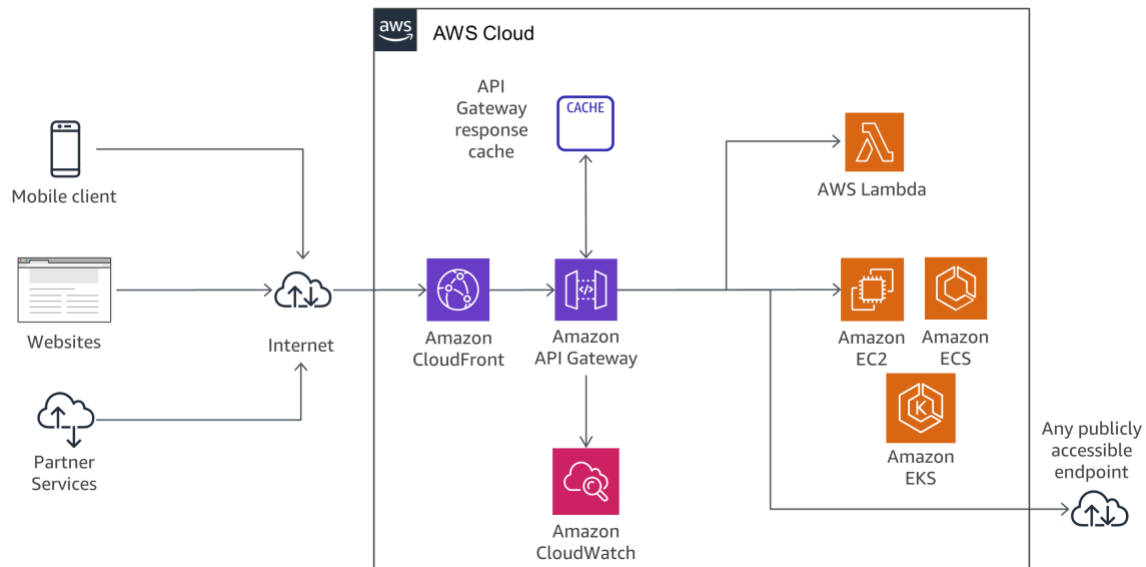 aws
AWS Cloud
API
Gateway
response
cache
CACHE
Mobile client
AWS Lambda
Websites
Internet
Amazon
CloudFront
</>
Amazon
API Gateway
Amazon
EC2
Amazon
ECS
K
Amazon
EKS
Partner
Services
Any publicly
accessible
endpoint
Amazon
CloudWatch